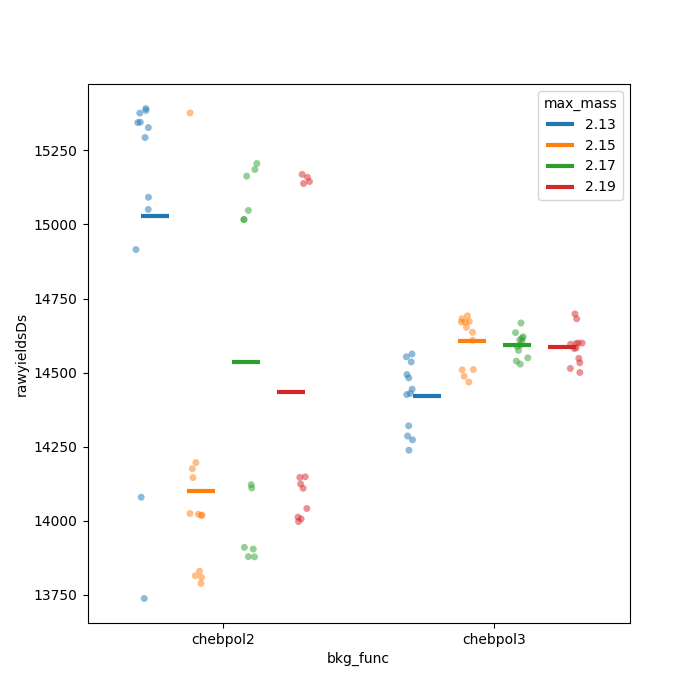 max_mass
2.13
2.15
2.17
2.19
15250
15000
14750
14500
14250
14000
13750
rawyieldsDs
chebpol2
chebpol3
bkg_func